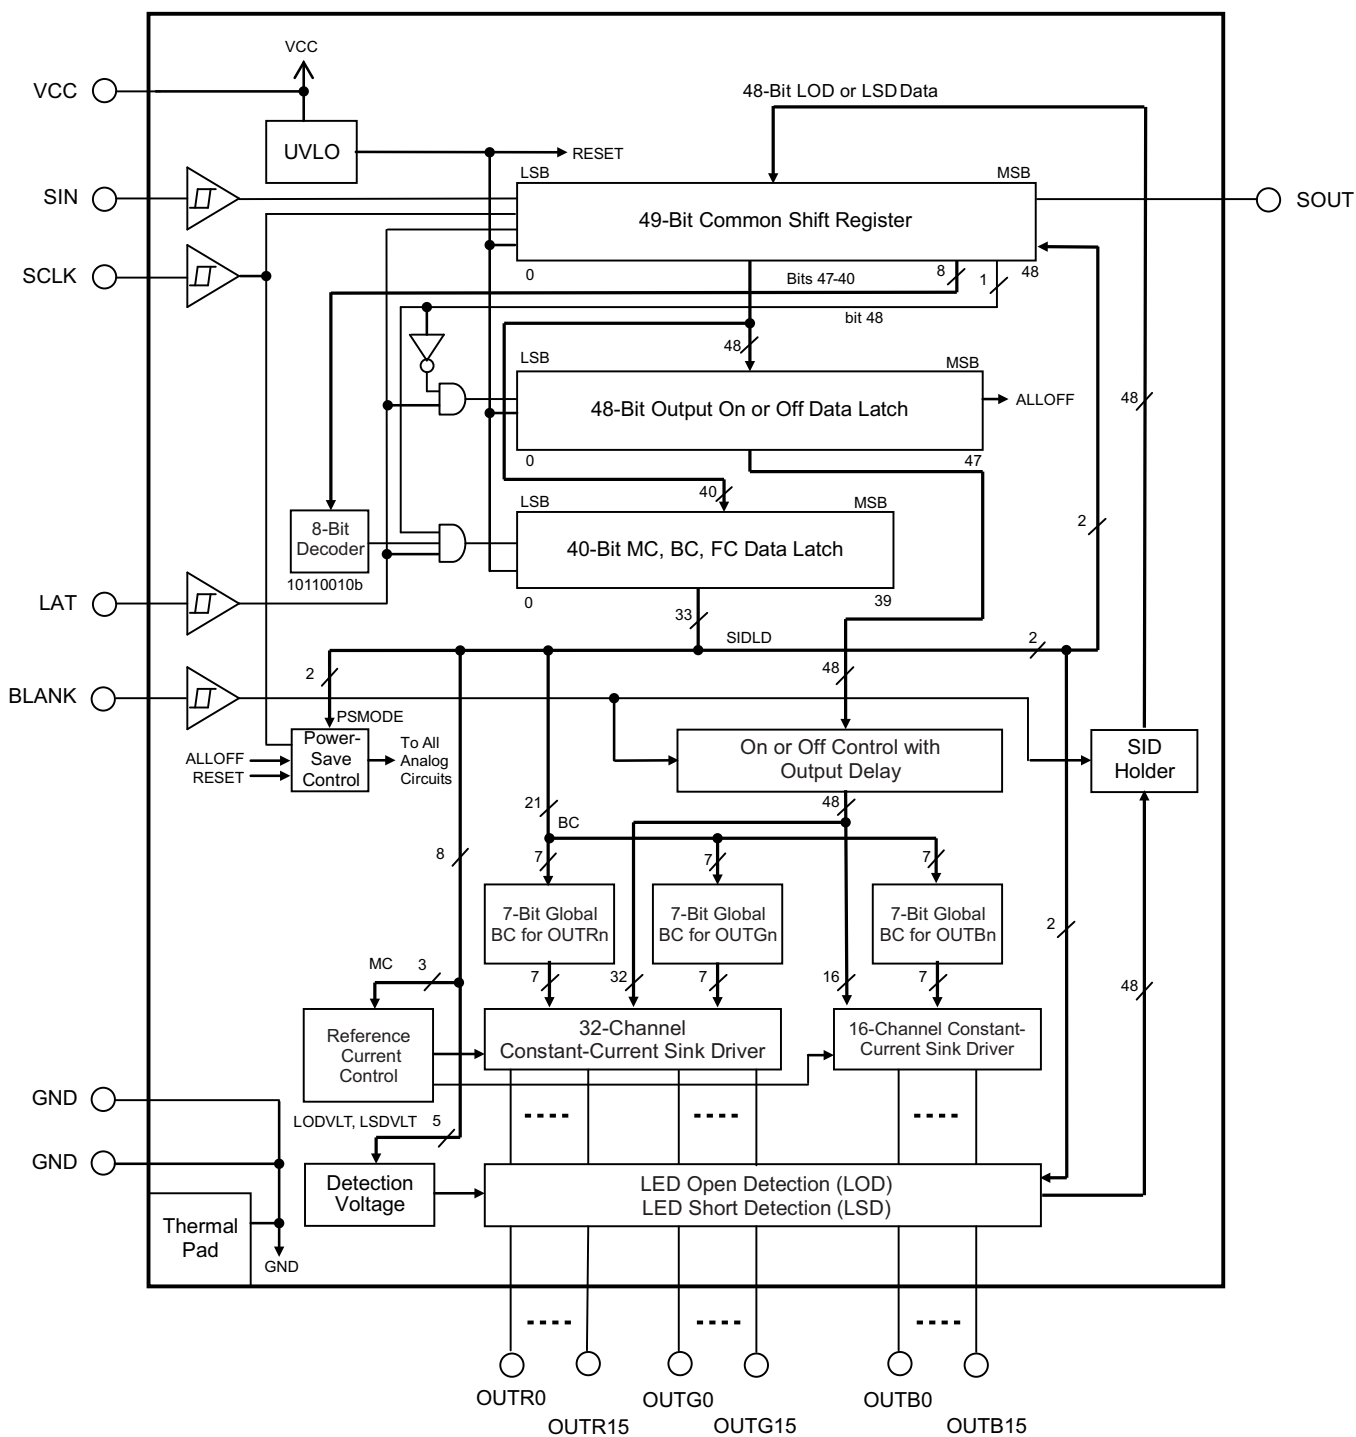 VCC
VCC
48-Bit LOD or LSD Data
UVLO
RESET
LSB
MSB
SIN
49-Bit Common Shift Register
SOUT
SCLK
0
Bits 47-40
8
1
48
bit 48
48
LSB
MSB
48-Bit Output On or Off Data Latch
ALLOFF
48
0
47
40
LSB
MSB
8-Bit
Decoder
10110010b
40-Bit MC, BC, FC Data Latch
2
LAT
0
39
33
SIDLD
2
2
48
BLANK
PSMODE
Power-
Save
Control
ALLOFF
RESET
To All
Analog
Circuits
On or Off Control with
Output Delay
SID
Holder
21
48
BC
8
7
7
7
7-Bit Global
BC for OUTRn
7-Bit Global
BC for OUTGn
7-Bit Global
BC for OUTBn
2
MC
3
7
32
7
16
7
48
Reference
Current
Control
32-Channel
Constant-Current Sink Driver
16-Channel Constant-
Current Sink Driver
GND
LODVLT, LSDVLT
5
GND
Detection
Voltage
LED Open Detection (LOD)
LED Short Detection (LSD)
Thermal
Pad
GND
OUTR0
OUTR15
OUTG0
OUTG15
OUTB0
OUTB15